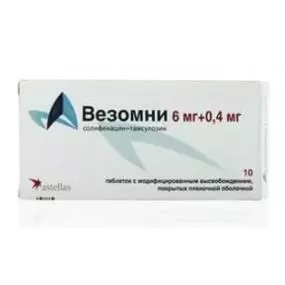 Везомни 6 мг+0,4 мг
солифенацин+тамсулозин
10
таблеток с модифицированным высвобождением,
покрытых пленочной оболочкой
astellas